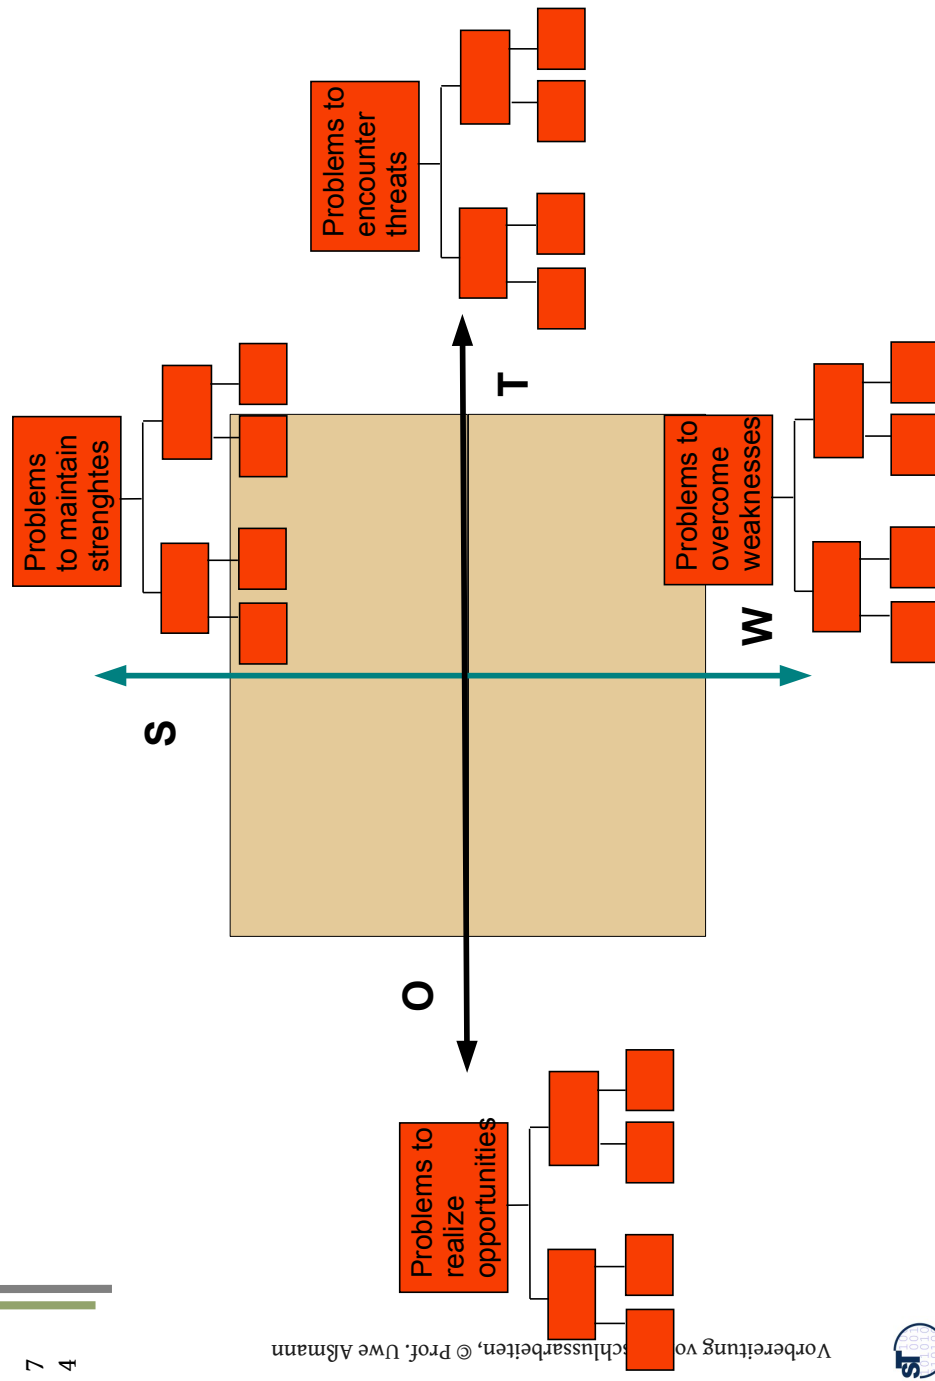 7
4
Problems
to maintain
strenghtes
S
Problems to
encounter
threats
T
O
Problems to
realize
opportunities
W
Problems to
overcome
weaknesses
Vorbereitung vo schlussarbeiten, © Prof. Uwe Aßmann
ST